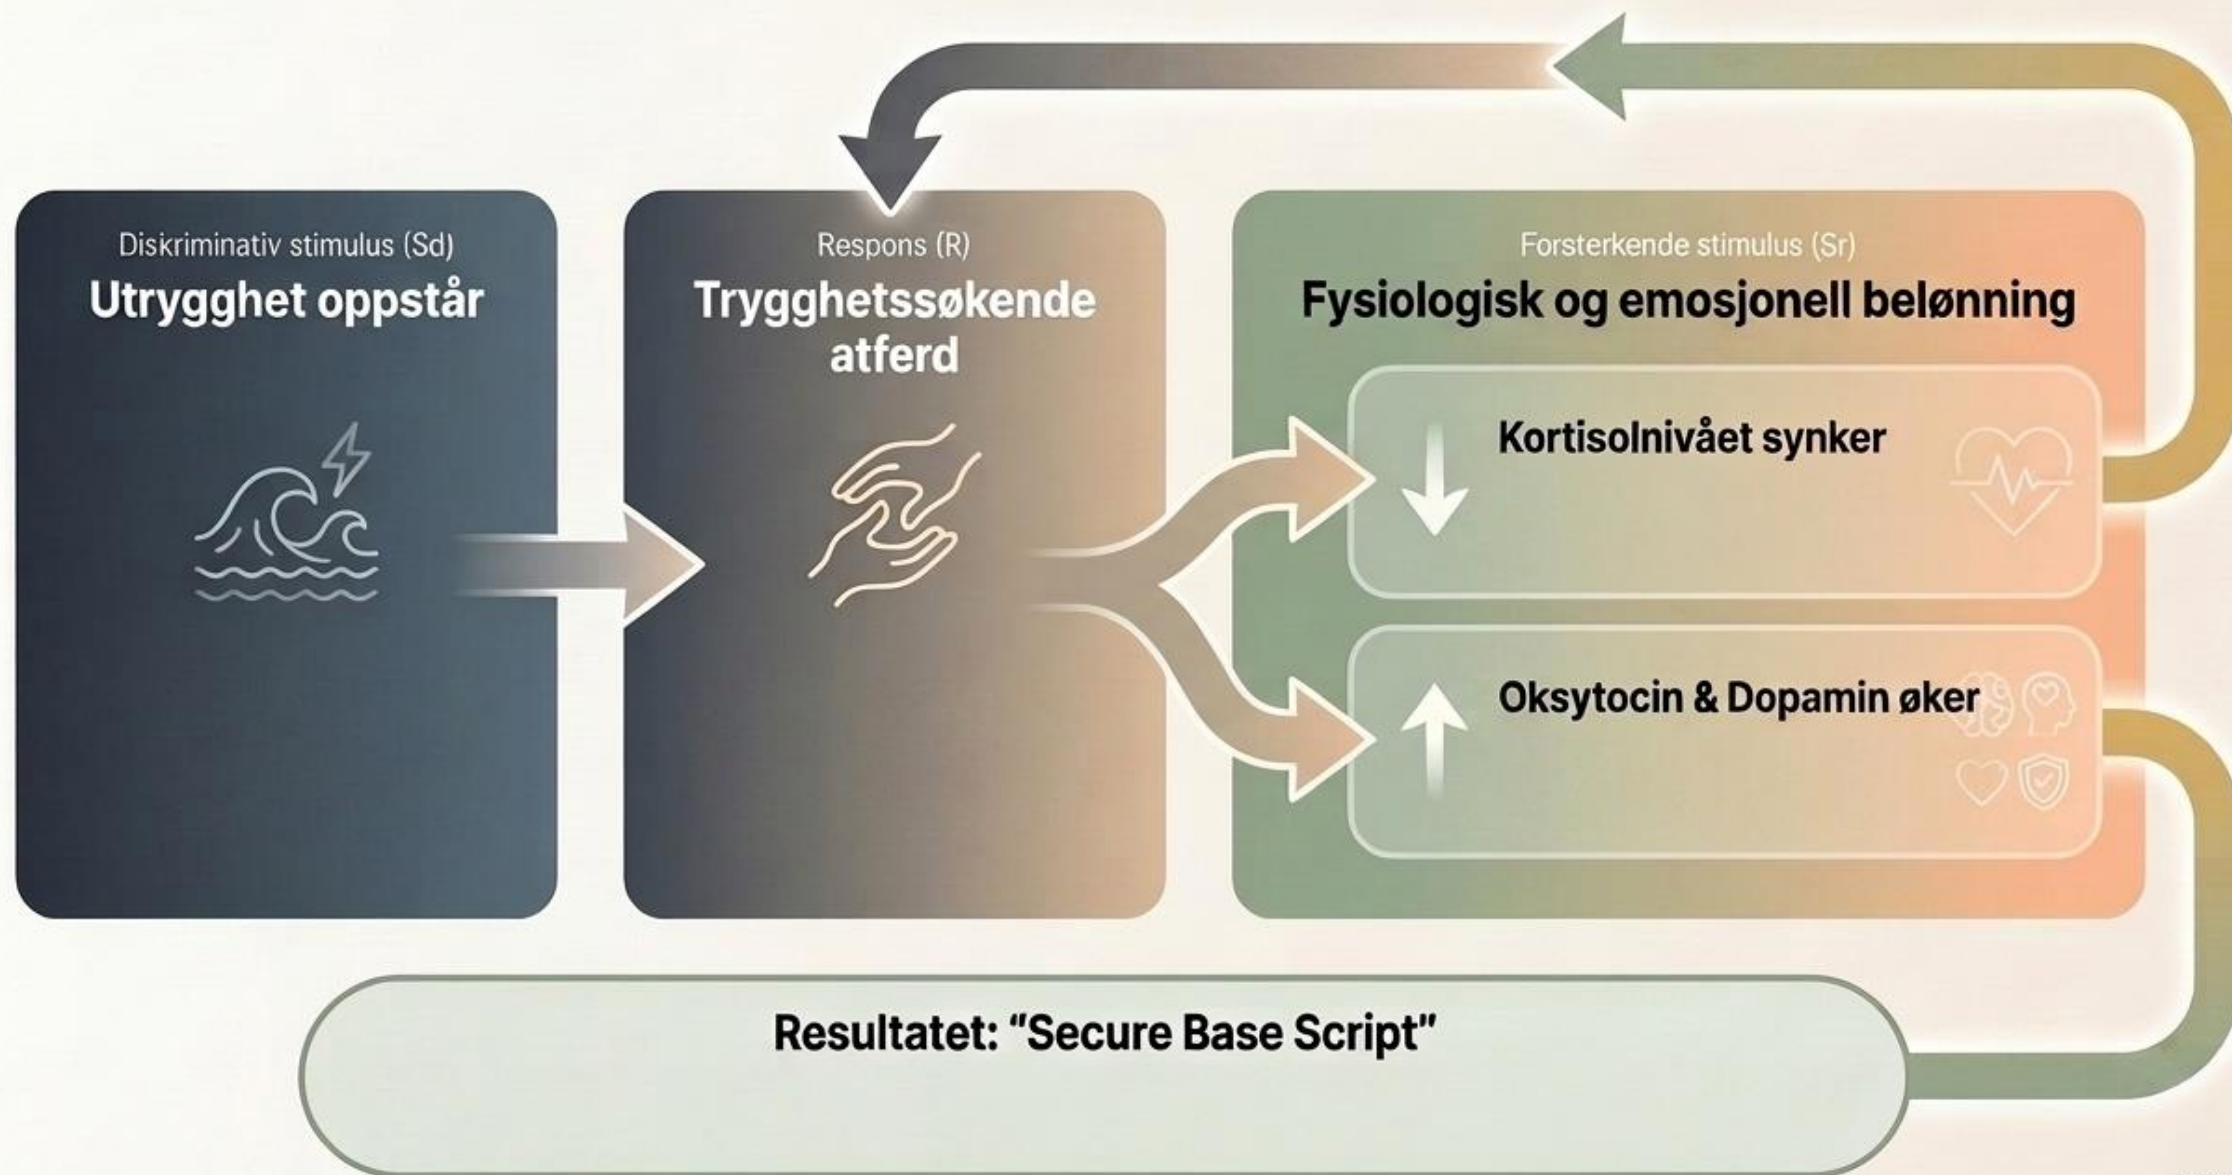 Diskriminativ stimulus (Sd)
Utrygghet oppstår
Respons (R)
Trygghetssøkende
atferd
Forsterkende stimulus (Sr)
Fysiologisk og emosjonell belønning
Kortisolnivået synker
Oksytocin & Dopamin øker
Resultatet: “Secure Base Script”